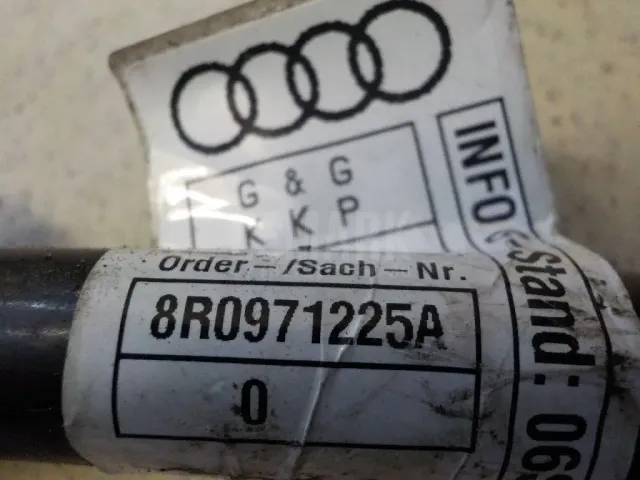 G & G
K K P
Order-/Sach-Nr.
8R0971225A
0
INFO
-Stand: 06